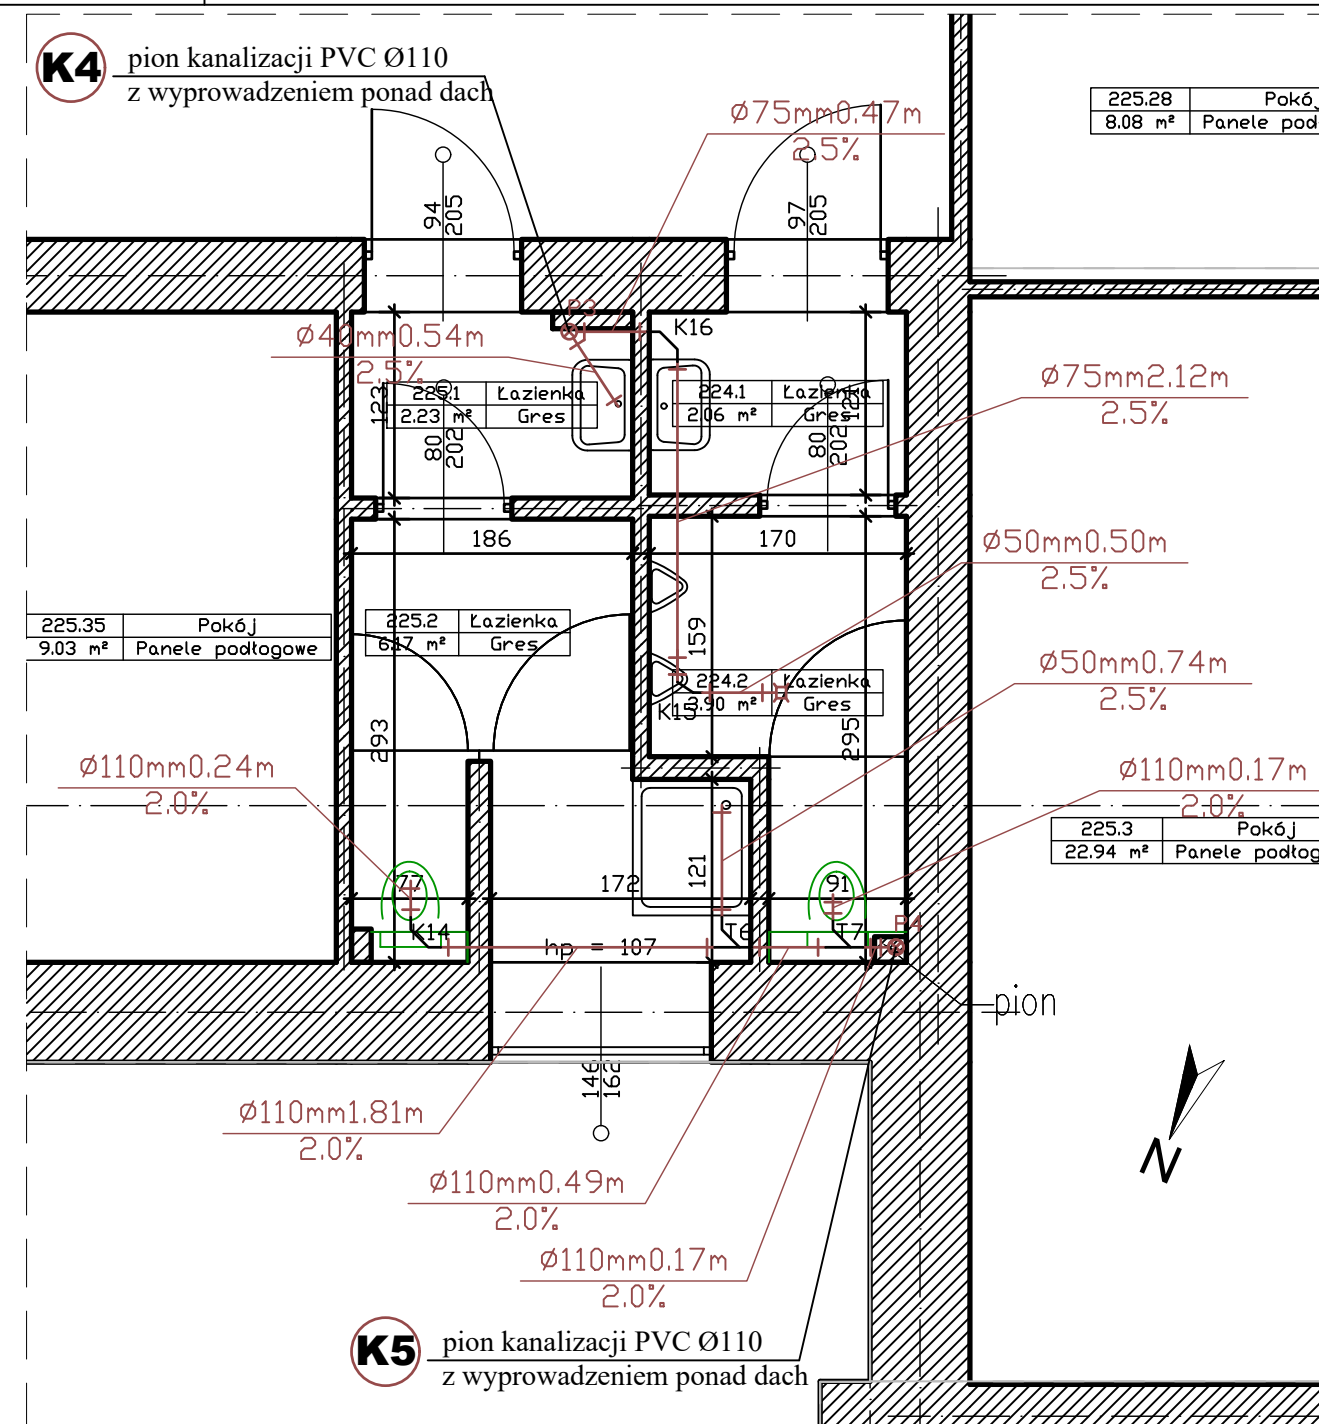 K4
pion kanalizacji PVC Ø110
z wyprowadzeniem ponad dach
Ø75mm0.47m
2.5%
225.28
Pokój
8.08 m²
94
205
97
205
P3
K16
Ø40mm0.54m
2.5%
225.1 Łazienka
2.23 m² Gres
224.1 Łazienka
2.06 m² Gres
123
80
202
80
202
Ø75mm2.12m
2.5%
186
170
Ø50mm0.50m
2.5%
225.35 Pokój
9.03 m² Panele podłogowe
225.2 Łazienka
6.17 m² Gres
159
Ø50mm0.74m
2.5%
224.2 Łazienka
3.90 m² Gres
K15
293
295
Ø110mm0.24m
2.0%
Ø110mm0.17m
2.0%
225.3 Pokój
22.94 m² Panele podłog
121
77
172
91
K14
T6
T7
P4
hp = 107
pion
146
162
Ø110mm1.81m
2.0%
N
Ø110mm0.49m
2.0%
Ø110mm0.17m
2.0%
K5
pion kanalizacji PVC Ø110
z wyprowadzeniem ponad dach